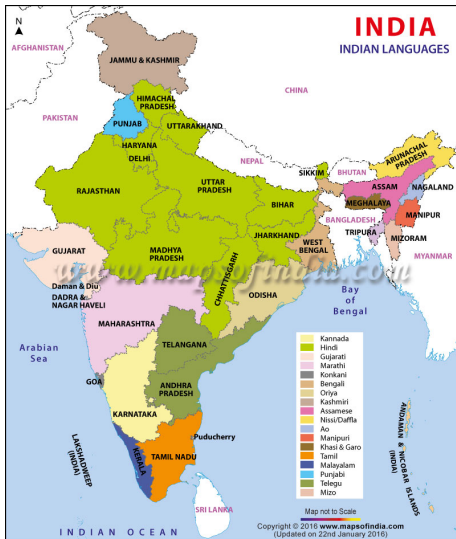 INDIA
INDIAN LANGUAGES
N
AFGHANISTAN
JAMMU & KASHMIR
CHINA
HIMACHAL
PRADESH
PAKISTAN
PUNJAB
UTTARAKHAND
HARYANA
DELHI
NEPAL
ARUNACHAL
PRADESH
SIKKIM
BHUTAN
RAJASTHAN
UTTAR
PRADESH
ASSAM
NAGALAND
BIHAR
MEGHALAYA
MANIPUR
BANGLADESH
JHARKHAND
TRIPURA
MIZORAM
GUJARAT
MADHYA
PRADESH
WEST
BENGAL
MYANMAR
CHHATTISGARH
www.mapsofindia.com
Daman & Diu
DADRA &
NAGAR HAVELI
ODISHA
Bay
of
Bengal
MAHARASHTRA
Arabian
Sea
TELANGANA
GOA
ANDHRA
PRADESH
KARNATAKA
Puducherry
LAKSHADWEEP
(INDIA)
KERALA
TAMIL NADU
ANDAMAN & NICOBAR ISLANDS
(INDIA)
SRI LANKA
INDIAN OCEAN
Kannada
Hindi
Gujarati
Marathi
Konkani
Bengali
Oriya
Kashmiri
Assamese
Nissi/Daffla
Ao
Manipuri
Khasi & Garo
Tamil
Malayalam
Punjabi
Telegu
Mizo
Map not to Scale
Copyright © 2016 www.mapsofindia.com
(Updated on 22nd January 2016)